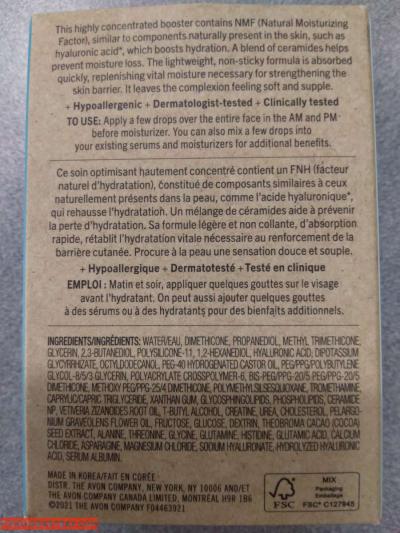 This highly concentrated booster contains NMF (Natural Moisturizing
Factor), similar to components naturally present in the skin, such as
hyaluronic acid*, which boosts hydration. A blend of ceramides helps
prevent moisture loss. The lightweight, non-sticky formula is absorbed
quickly, replenishing vital moisture necessary for strengthening the
skin barrier. It leaves the complexion feeling soft and supple.
+ Hypoallergenic + Dermatologist-tested + Clinically tested
TO USE: Apply a few drops over the entire face in the AM and PM
before moisturizer. You can also mix a few drops into
your existing serums and moisturizers for additional benefits.
Ce soin optimisant hautement concentré contient un FNH (facteur
naturel d'hydratation), constitué de composants similaires à ceux
naturellement présents dans la peau, comme l'acide hyaluronique*,
qui rehausse l'hydratation. Un mélange de céramides aide à prévenir
la perte d'hydratation. Sa formule légère et non collante, d'absorption
rapide, rétablit l'hydratation vitale nécessaire au renforcement de la
barrière cutanée. Procure à la peau une sensation douce et souple.
+ Hypoallergique + Dermatotesté + Testé en clinique
EMPLOI : Matin et soir, appliquer quelques gouttes sur le visage
avant l'hydratant. On peut aussi ajouter quelques gouttes
à des sérums ou à des hydratants pour des bienfaits additionnels.
INGREDIENTS/INGRÉDIENTS: WATER/EAU, DIMETHICONE, PROPANEDIOL, METHYL TRIMETHICONE,
GLYCERIN, 2,3-BUTANEDIOL, POLYSILICONE-11, 1,2-HEXANEDIOL, HYALURONIC ACID, DIPOTASSIUM
GLYCYRRHIZATE, OCTYLDODECANOL, PEG-40 HYDROGENATED CASTOR OIL, PEG/PPG/POLYBUTYLENE
GLYCOL-8/5/3 GLYCERIN, POLYACRYLATE CROSSPOLYMER-6, BIS-PEG/PPG-20/5 PEG/PPG-20/5
DIMETHICONE, METHOXY PEG/PPG-25/4 DIMETHICONE, POLYMETHYLSILSESQUIOXANE, TROMETHAMINE,
CAPRYLIC/CAPRIC TRIGLYCERIDE, XANTHAN GUM, GLYCOSPHINGOLIPIDS, PHOSPHOLIPIDS, CERAMIDE
NP, VETIVERIA ZIZANOIDES ROOT OIL, T-BUTYL ALCOHOL, CREATINE, UREA, CHOLESTEROL, PELARGO-
NIUM GRAVEOLENS FLOWER OIL, FRUCTOSE, GLUCOSE, DEXTRIN, THEOBROMA CACAO (COCOA)
SEED EXTRACT, ALANINE, THREONINE, GLYCINE, GLUTAMINE, HISTIDINE, GLUTAMIC ACID, CALCIUM
CHLORIDE, ASPARAGINE, MAGNESIUM CHLORIDE, SODIUM HYALURONATE, HYDROLYZED HYALURONIC
ACID, SERUM ALBUMIN.
MADE IN KOREA/FAIT EN CORÉE
DISTR. THE AVON COMPANY, NEW YORK, NY 10006 AND/ET
THE AVON COMPANY CANADA LIMITED, MONTRÉAL H9R 1B6
©2021 THE AVON COMPANY F04463921
FSC
MIX
Packaging
Emballage
FSC® C127945